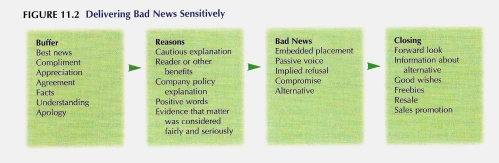 FIGURE 11.2 Delivering Bad News Sensitively
Buffer
Best news
Compliment
Appreciation
Agreement
Facts
Understanding
Apology
Reasons
Cautious explanation
Reader or other
benefits
Company policy
explanation
Positive words
Evidence that matter
was considered
fairly and seriously
Bad News
Embedded placement
Passive voice
Implied refusal
Compromise
Alternative
Closing
Forward look
Information about
alternative
Good wishes
Freebies
Resale
Sales promotion